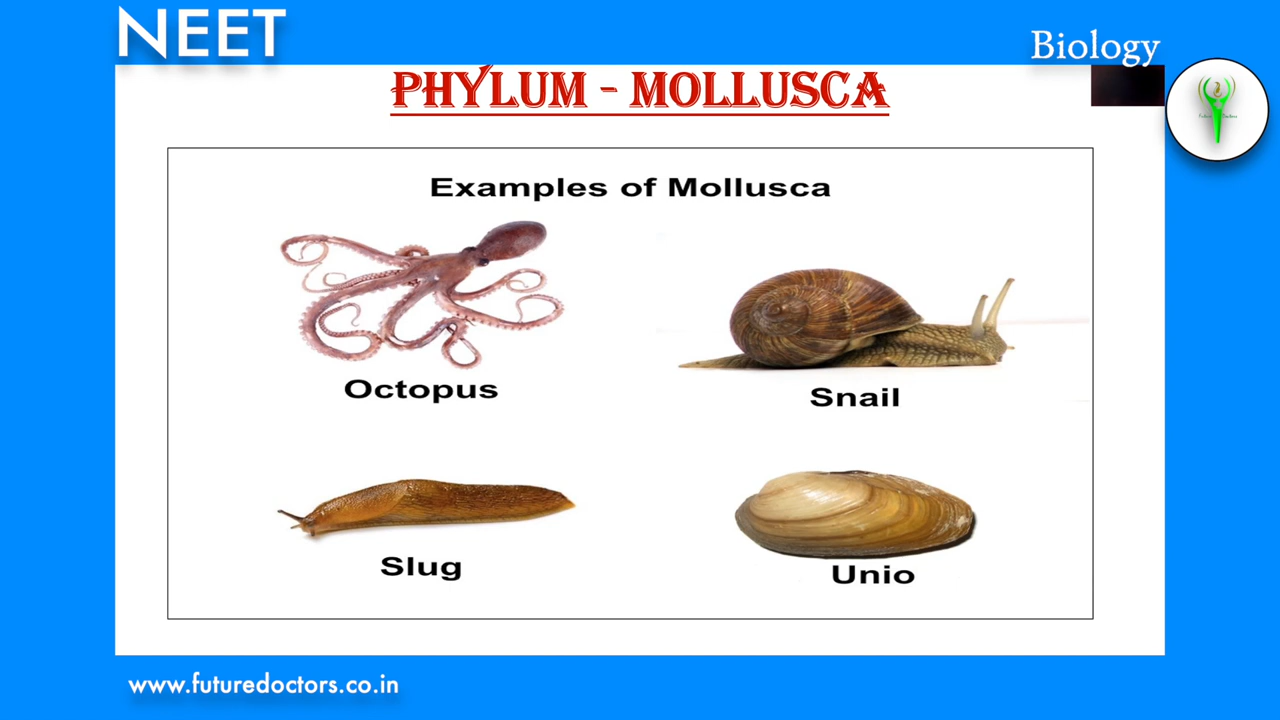 NEET
Biology
PHYLUM - MOLLUSCA
Examples of Mollusca
Octopus
Snail
Slug
Unio
www.futuredoctors.co.in